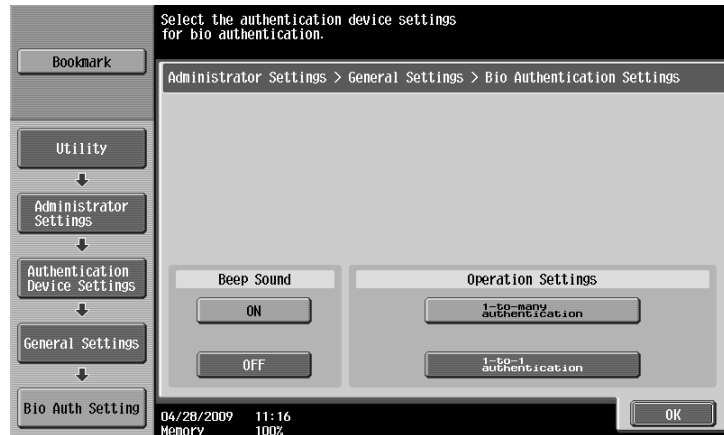 Select the authentication device settings
for bio authentication.
Bookmark
Administrator Settings > General Settings > Bio Authentication Settings
Utility
Administrator
Settings
Authentication
Device Settings
General Settings
Bio Auth Setting
Beep Sound
ON
OFF
Operation Settings
1-to-many
authentication
1-to-1
authentication
04/28/2009 11:16
Memory 100%
OK